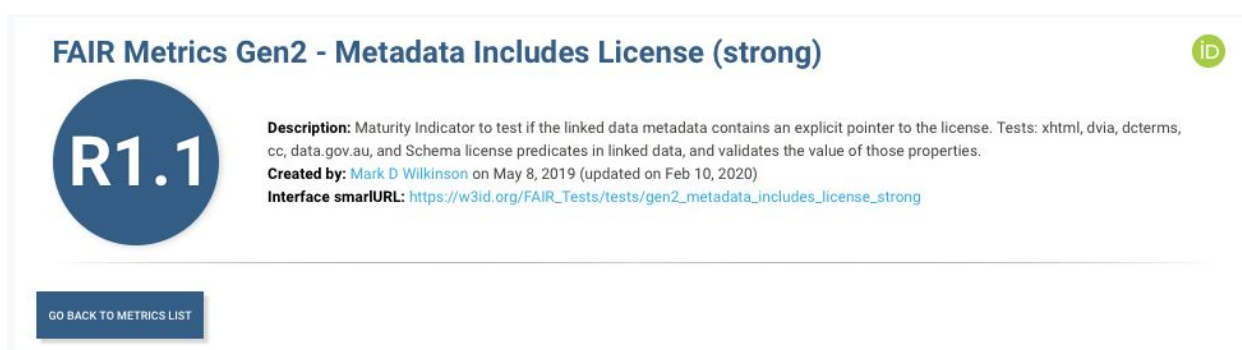 FAIR Metrics Gen2 - Metadata Includes License (strong)
iD
R1.1
Description: Maturity Indicator to test if the linked data metadata contains an explicit pointer to the license. Tests: xhtml, dvia, dcterms,
cc, data.gov.au, and Schema license predicates in linked data, and validates the value of those properties.
Created by: Mark D Wilkinson on May 8, 2019 (updated on Feb 10, 2020)
Interface smarlURL: https://w3id.org/FAIR_Tests/tests/gen2_metadata_includes_license_strong
GO BACK TO METRICS LIST